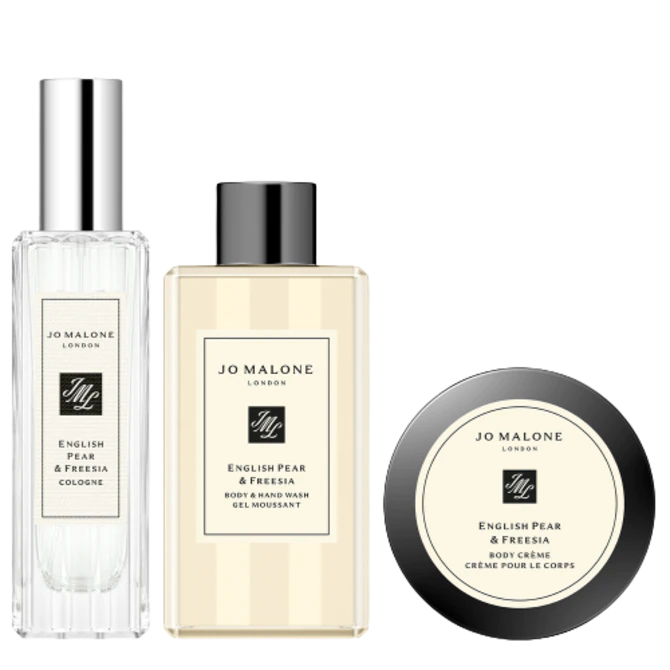 JO MALONE
LONDON
JML
ENGLISH
PEAR
& FREESIA
COLOGNE
JO MALONE
LONDON
JML
ENGLISH PEAR
& FREESIA
BODY & HAND WASH
GEL MOUSSANT
JO MALONE
LONDON
JML
ENGLISH PEAR
& FREESIA
BODY CRÈME
CRÈME POUR LE CORPS